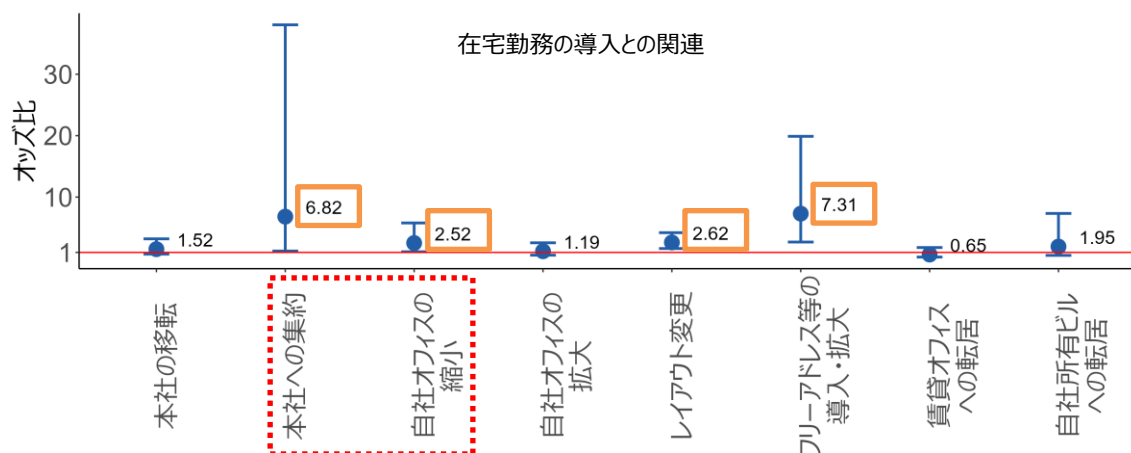 在宅勤務の導入との関連
オッズ比
30
20
10
1
1.52
6.82
2.52
1.19
2.62
7.31
0.65
1.95
本社の移転
本社への集約
自社オフィスの
縮小
自社オフィスの
拡大
レイアウト変更
フリーアドレス等の
導入・拡大
賃貸オフィス
への転居
自社所有ビル
への転居